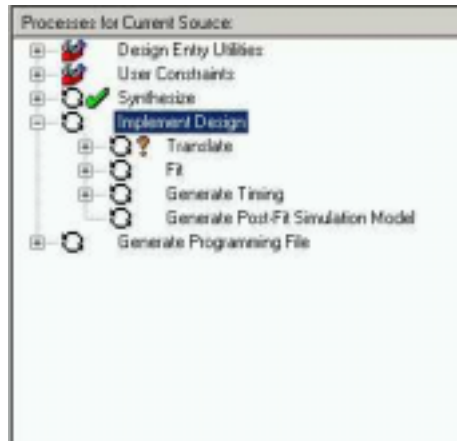 Processes for Current Source:
Design Entry Utilities
User Constraints
Synthesize
Implement Design
Translate
Fit
Generate Timing
Generate Post-Fit Simulation Model
Generate Programming File